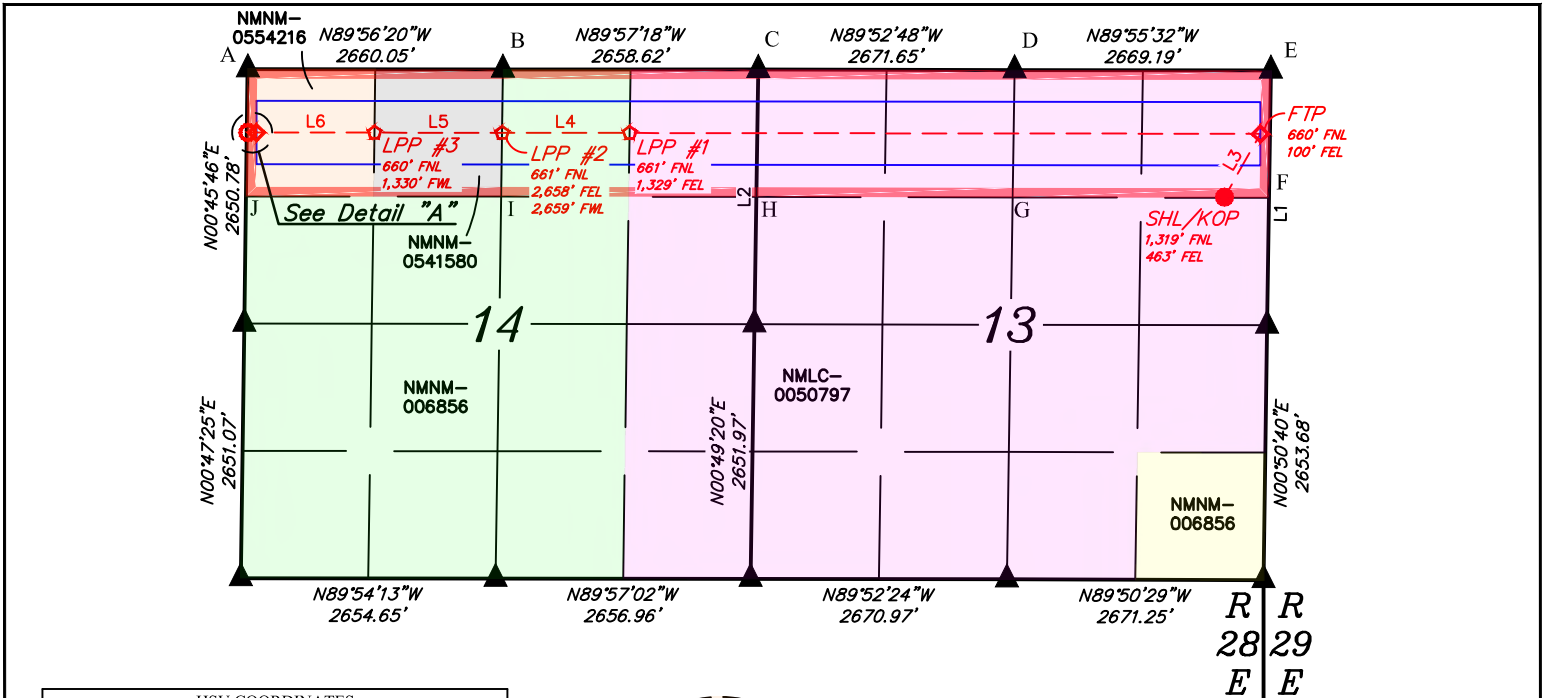 NMNM-
0554216
N89°56'20"W
2660.05'
N89°57'18"W
2658.62'
N89°52'48"W
2671.65'
N89°55'32"W
2669.19'
A
B
C
D
E
L6
L5
L4
FTP
660' FNL
100' FEL
LPP #3
660' FNL
1,330' FWL
LPP #2
661' FNL
2,658' FEL
2,659' FWL
LPP #1
661' FNL
1,329' FEL
L3
N00°45'46"E
2650.78'
J
See Detail "A"
I
L2
H
G
F
L1
SHL/KOP
1,319' FNL
463' FEL
NMNM-
0541580
14
13
NMNM-
006856
NMLC-
0050797
N00°47'25"E
2651.07'
N00°49'20"E
2651.97'
N00°50'40"E
2653.68'
NMNM-
006856
N89°54'13"W
2654.65'
N89°57'02"W
2656.96'
N89°52'24"W
2670.97'
N89°50'29"W
2671.25'
R R
28 29
E E
HSU COORDINATES